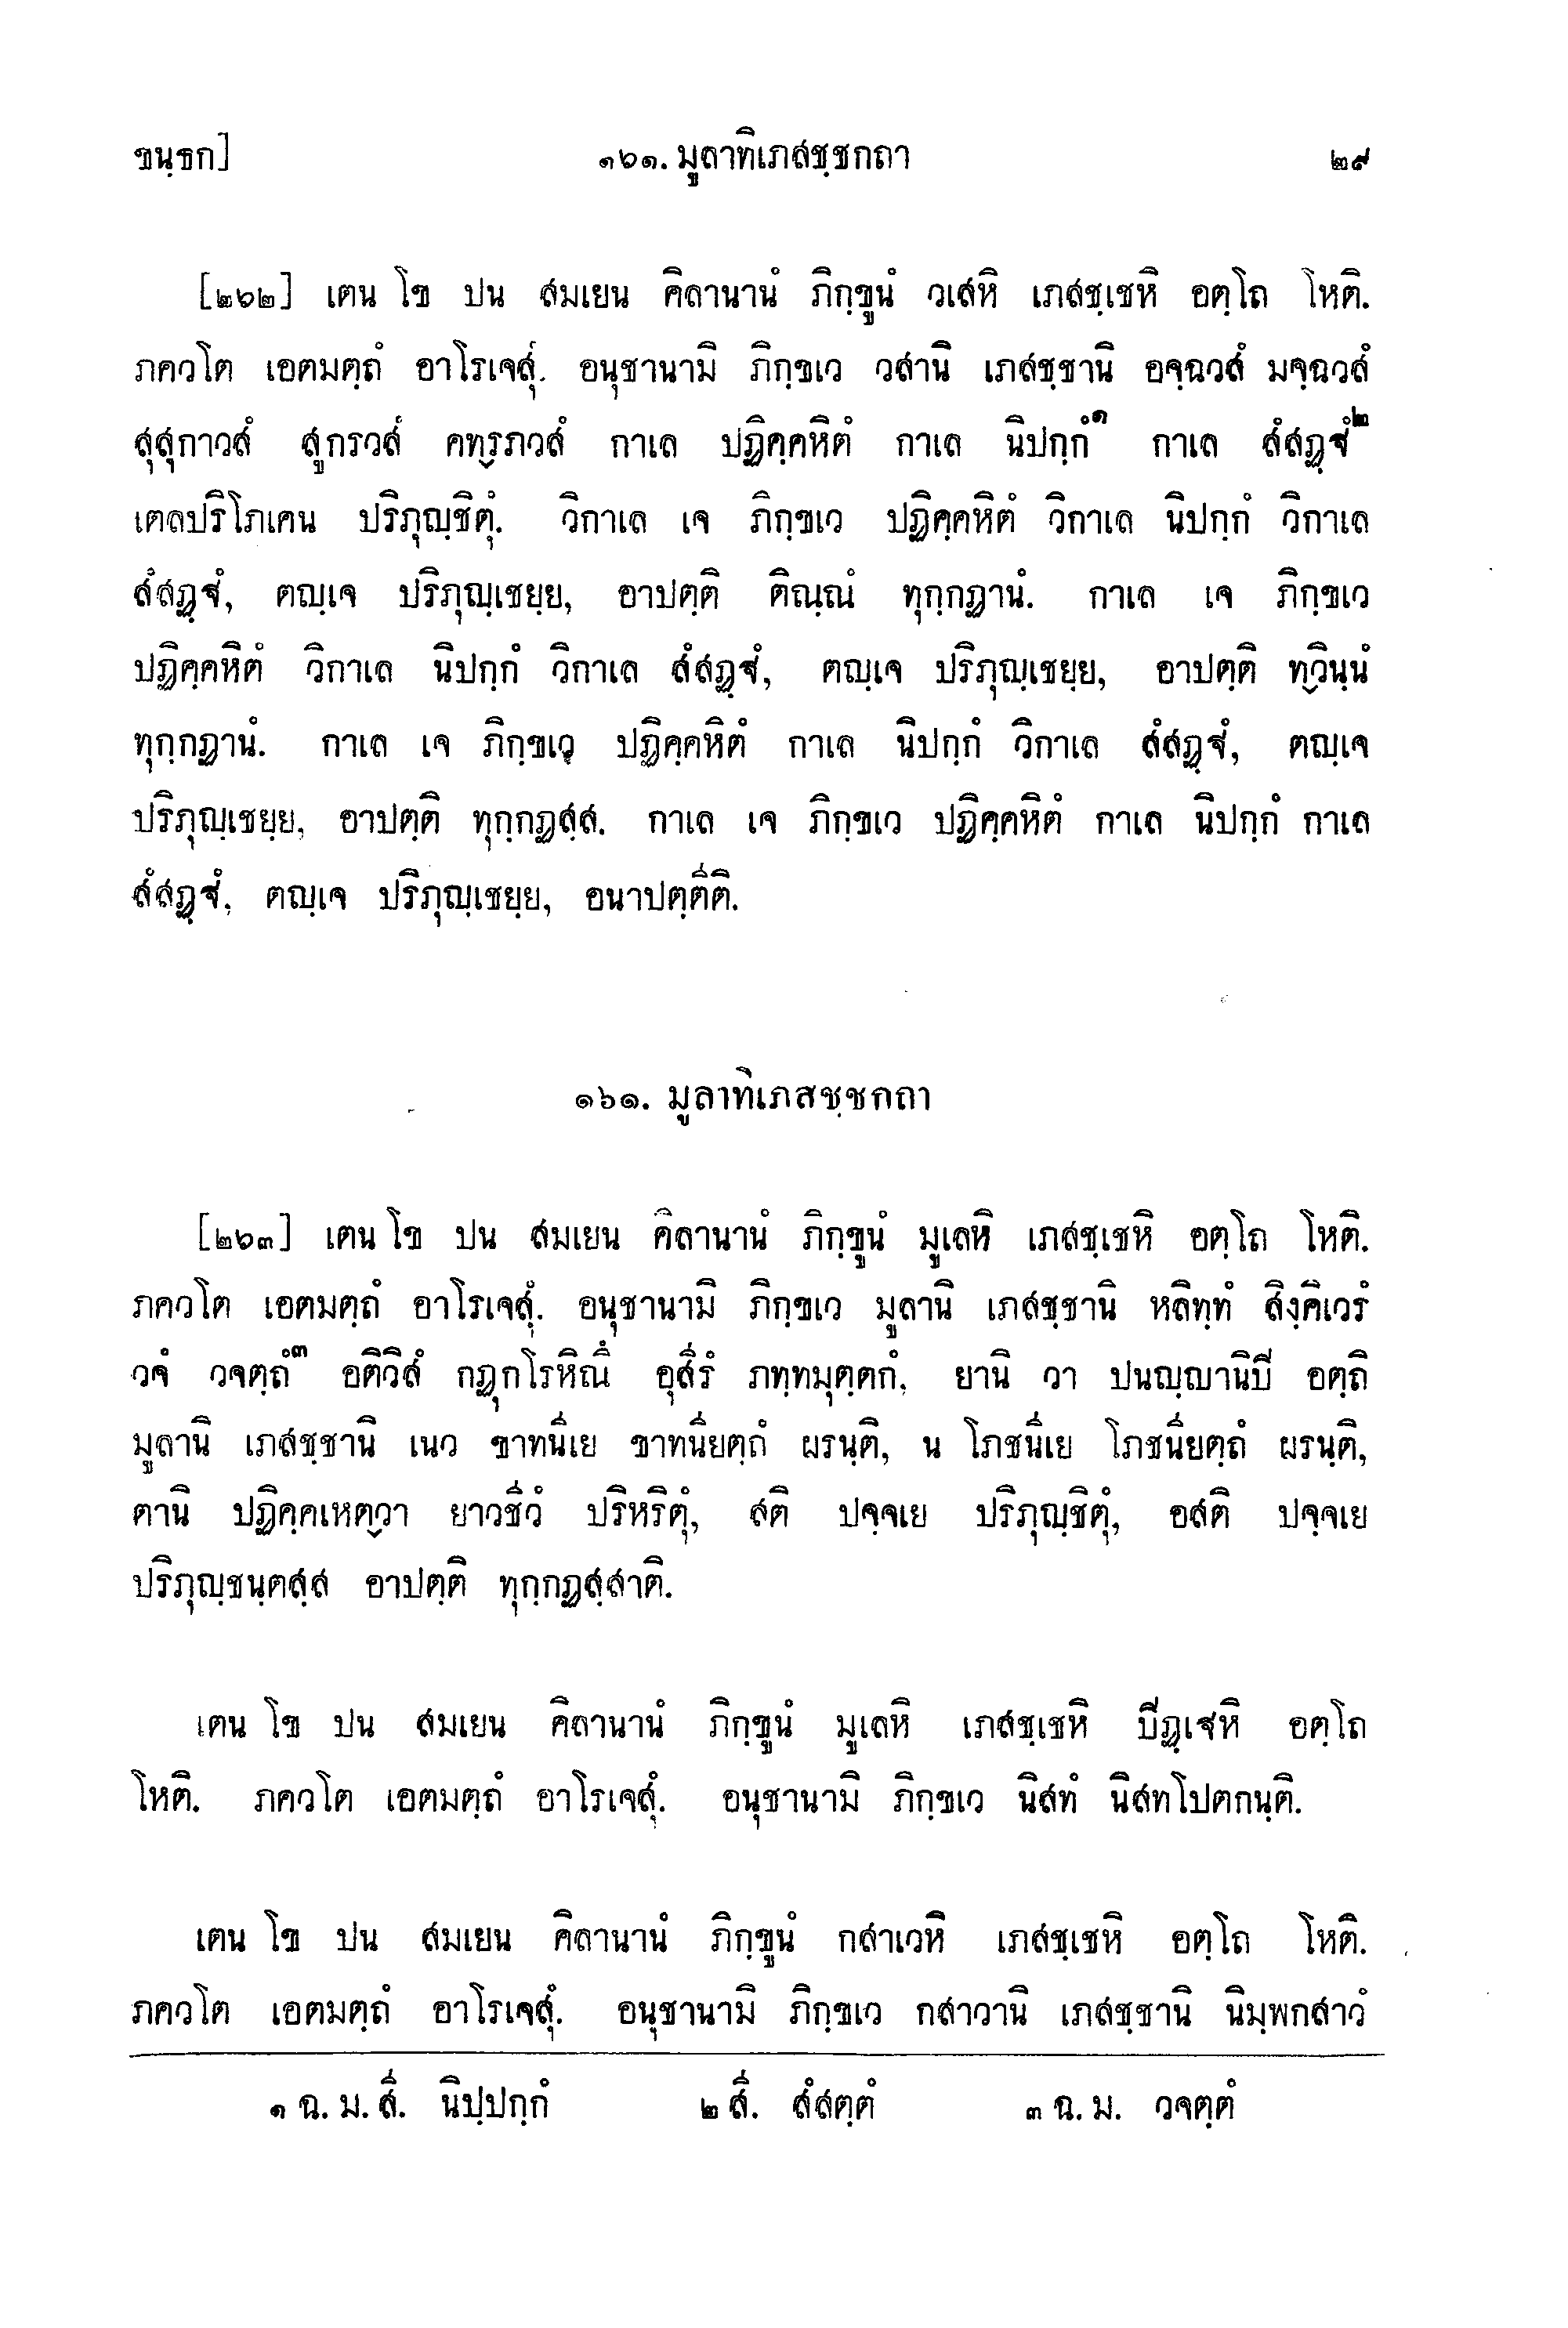 ขนฺธก] ๑๖๑. มูลาทิเภสชฺชกถา ๒๙
[๒๖๒] เตน โข ปน สมเยน คิลานานํ ภิกฺขูนํ วเสหิ เภสชฺเชหิ อตฺโถ โหติ.
ภควโต เอตมตฺถํ อาโรเจสุํ. อนุชานามิ ภิกฺขเว วสานิ เภสชฺชานิ อจฺฉวสํ มจฺฉวสํ
สุสุกาวสํ สูกรวสํ คทฺรภวสํ กาเล ปฏิคฺคหิตํ กาเล นิปกฺกํ๑ กาเล สํสฏฺฐํ๒
เตลปริโภเคน ปริภุญฺชิตุํ. วิกาเล เจ ภิกฺขเว ปฏิคฺคหิตํ วิกาเล นิปกฺกํ วิกาเล
สํสฏฺฐํ, ตญฺเจ ปริภุญฺเชยฺย, อาปตฺติ ติณฺณํ ทุกฺกฏานํ. กาเล เจ ภิกฺขเว
ปฏิคฺคหิตํ วิกาเล นิปกฺกํ วิกาเล สํสฏฺฐํ, ตญฺเจ ปริภุญฺเชยฺย, อาปตฺติ ทฺวินฺนํ
ทุกฺกฏานํ. กาเล เจ ภิกฺขเว ปฏิคฺคหิตํ กาเล นิปกฺกํ วิกาเล สํสฏฺฐํ, ตญฺเจ
ปริภุญฺเชยฺย, อาปตฺติ ทุกฺกฏสฺส. กาเล เจ ภิกฺขเว ปฏิคฺคหิตํ กาเล นิปกฺกํ กาเล
สํสฏฺฐํ, ตญฺเจ ปริภุญฺเชยฺย, อนาปตฺตีติ.
๑๖๑. มูลาทิเภสชฺชกถา
[๒๖๓] เตน โข ปน สมเยน คิลานานํ ภิกฺขูนํ มูเลหิ เภสชฺเชหิ อตฺโถ โหติ.
ภควโต เอตมตฺถํ อาโรเจสุํ. อนุชานามิ ภิกฺขเว มูลานิ เภสชฺชานิ หลิทฺทํ สิงฺคิเวรํ
วจํ วจตฺถํ๓ อติวิสํ กฏุกโรหิณึ อุสีรํ ภทฺทมุตฺตกํ, ยานิ วา ปนญฺญานิปิ อตฺถิ
มูลานิ เภสชฺชานิ เนว ขาทนีเย ขาทนียตฺถํ ผรนฺติ, น โภชนีเย โภชนียตฺถํ ผรนฺติ,
ตานิ ปฏิคฺคเหตฺวา ยาวชีวํ ปริหริตุํ, สติ ปจฺจเย ปริภุญฺชิตุํ, อสติ ปจฺจเย
ปริภุญฺชนฺตสฺส อาปตฺติ ทุกฺกฏสฺสาติ.
เตน โข ปน สมเยน คิลานานํ ภิกฺขูนํ มูเลหิ เภสชฺเชหิ ปิฏฺเฐหิ อตฺโถ
โหติ. ภควโต เอตมตฺถํ อาโรเจสุํ. อนุชานามิ ภิกฺขเว นิสทํ นิสทโปตกนฺติ.
เตน โข ปน สมเยน คิลานานํ ภิกฺขูนํ กสาเวหิ เภสชฺเชหิ อตฺโถ โหติ.
ภควโต เอตมตฺถํ อาโรเจสุํ. อนุชานามิ ภิกฺขเว กสาวานิ เภสชฺชานิ นิมฺพกสาวํ
๑ ฉ. ม. สี. นิปฺปกฺกํ ๒ สี. สํสตฺตํ ๓ ฉ. ม. วจตฺตํ